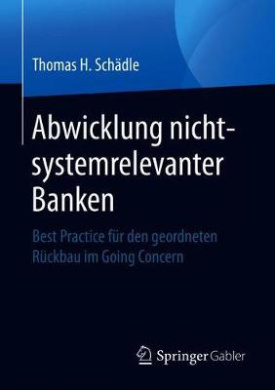 Thomas H. Schädle
Abwicklung nicht-
systemrelevanter
Banken
Best Practice für den geordneten
Rückbau im Going Concern
Springer Gabler